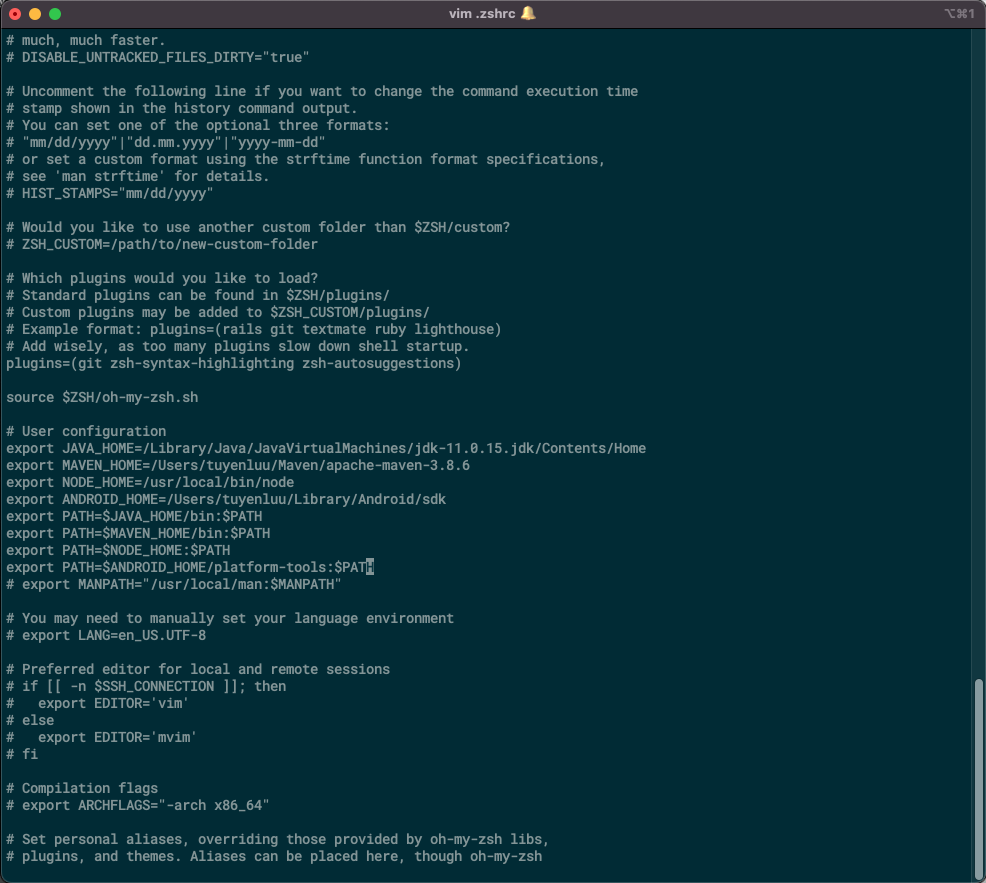 vim .zshrc 🔔
⌥⌘1
# much, much faster.
# DISABLE_UNTRACKED_FILES_DIRTY="true"
# Uncomment the following line if you want to change the command execution time
# stamp shown in the history command output.
# You can set one of the optional three formats:
# "mm/dd/yyyy"|"dd.mm.yyyy"|"yyyy-mm-dd"
# or set a custom format using the strftime function format specifications,
# see 'man strftime' for details.
# HIST_STAMPS="mm/dd/yyyy"
# Would you like to use another custom folder than $ZSH/custom?
# ZSH_CUSTOM=/path/to/new-custom-folder
# Which plugins would you like to load?
# Standard plugins can be found in $ZSH/plugins/
# Custom plugins may be added to $ZSH_CUSTOM/plugins/
# Example format: plugins=(rails git textmate ruby lighthouse)
# Add wisely, as too many plugins slow down shell startup.
plugins=(git zsh-syntax-highlighting zsh-autosuggestions)
source $ZSH/oh-my-zsh.sh
# User configuration
export JAVA_HOME=/Library/Java/JavaVirtualMachines/jdk-11.0.15.jdk/Contents/Home
export MAVEN_HOME=/Users/tuyenluu/Maven/apache-maven-3.8.6
export NODE_HOME=/usr/local/bin/node
export ANDROID_HOME=/Users/tuyenluu/Library/Android/sdk
export PATH=$JAVA_HOME/bin:$PATH
export PATH=$MAVEN_HOME/bin:$PATH
export PATH=$NODE_HOME:$PATH
export PATH=$ANDROID_HOME/platform-tools:$PATH
# export MANPATH="/usr/local/man:$MANPATH"
# You may need to manually set your language environment
# export LANG=en_US.UTF-8
# Preferred editor for local and remote sessions
# if [[ -n $SSH_CONNECTION ]]; then
#   export EDITOR='vim'
# else
#   export EDITOR='mvim'
# fi
# Compilation flags
# export ARCHFLAGS="-arch x86_64"
# Set personal aliases, overriding those provided by oh-my-zsh libs,
# plugins, and themes. Aliases can be placed here, though oh-my-zsh